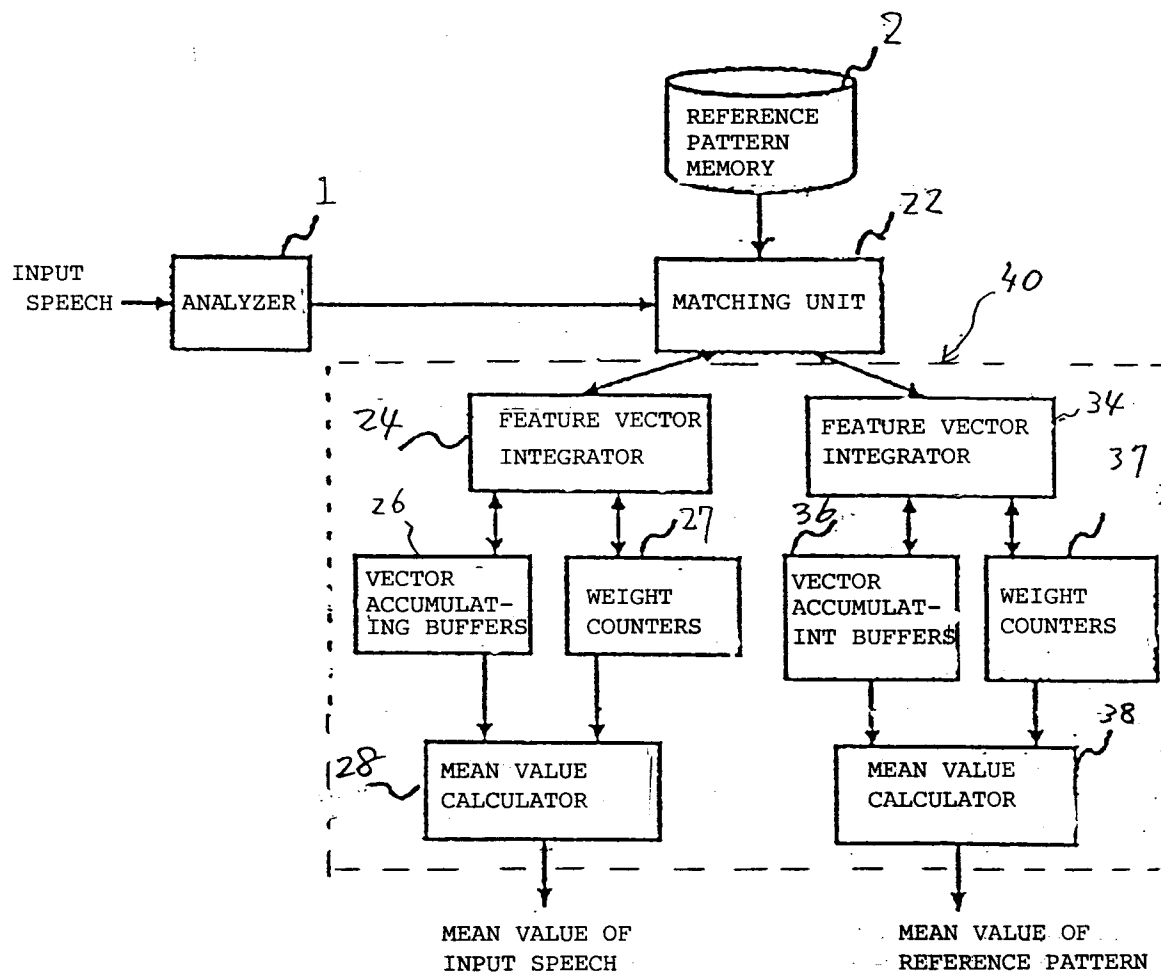 2
REFERENCE
PATTERN
MEMORY
1
22
INPUT
SPEECH
ANALYZER
MATCHING UNIT
40
24
FEATURE VECTOR
INTEGRATOR
FEATURE VECTOR
INTEGRATOR
34
37
26
27
36
VECTOR
ACCUMULAT-
ING BUFFERS
WEIGHT
COUNTERS
VECTOR
ACCUMULAT-
INT BUFFERS
WEIGHT
COUNTERS
28
MEAN VALUE
CALCULATOR
MEAN VALUE
CALCULATOR
38
MEAN VALUE OF
INPUT SPEECH
MEAN VALUE OF
REFERENCE PATTERN